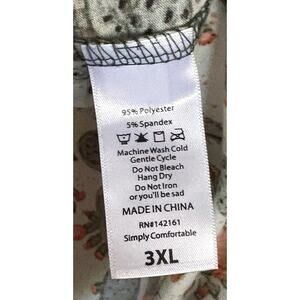 95% Polyester
5% Spandex
Machine Wash Cold
Gentle Cycle
Do Not Bleach
Hang Dry
Do Not Iron
or you'll be sad
MADE IN CHINA
RN#142161
Simply Comfortable
3XL